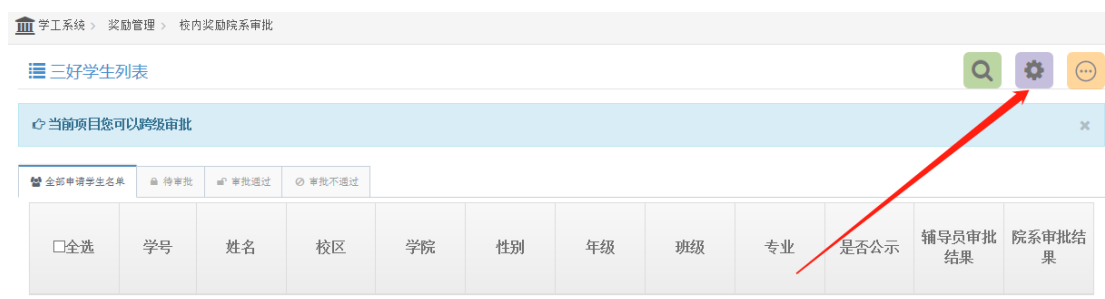 学工系统 > 奖励管理 > 校内奖励院系审批
三好学生列表
当前项目您可以跨级审批 ×
全部申请学生名单 待审批 审批通过 审批不通过
全选 学号 姓名 校区 学院 性别 年级 班级 专业 是否公示 辅导员审批 院系审批结
结果 果